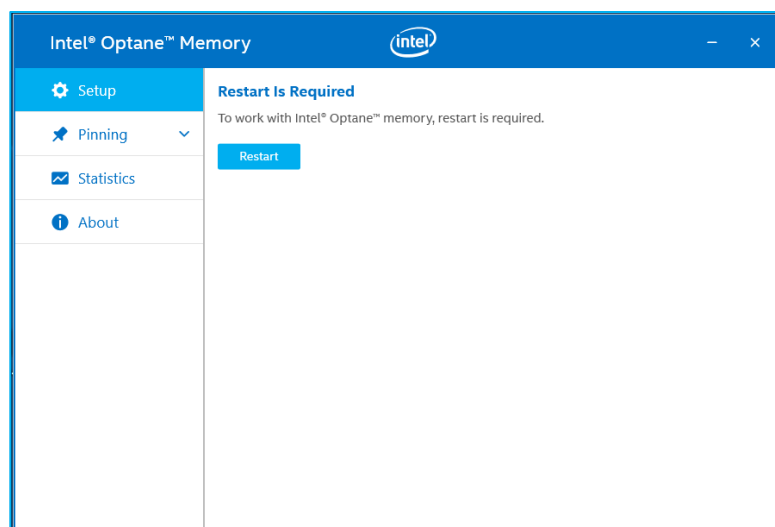 Intel® Optane™ Memory
intel
Setup
Pinning
Statistics
About
Restart Is Required
To work with Intel® Optane™ memory, restart is required.
Restart